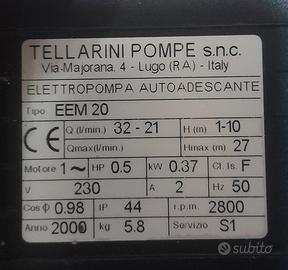 TELLARINI POMPE s.n.c.
Via-Majorana, 4 - Lugo (RA) - Italy
ELETTROPOMPA AUTOADESCANTE
Tipo EEM 20
CE Q (l/min.) 32 - 21 H (m) 1-10
Qmax(l/min.) Hmax (m) 27
Motore 1~ HP 0.5 kW 0.37 Cl. Is. F
V 230 A 2 Hz 50
Cos φ 0.98 IP 44 r.p.m. 2800
Anno 2000 kg 5.8 Servizio S1
subito